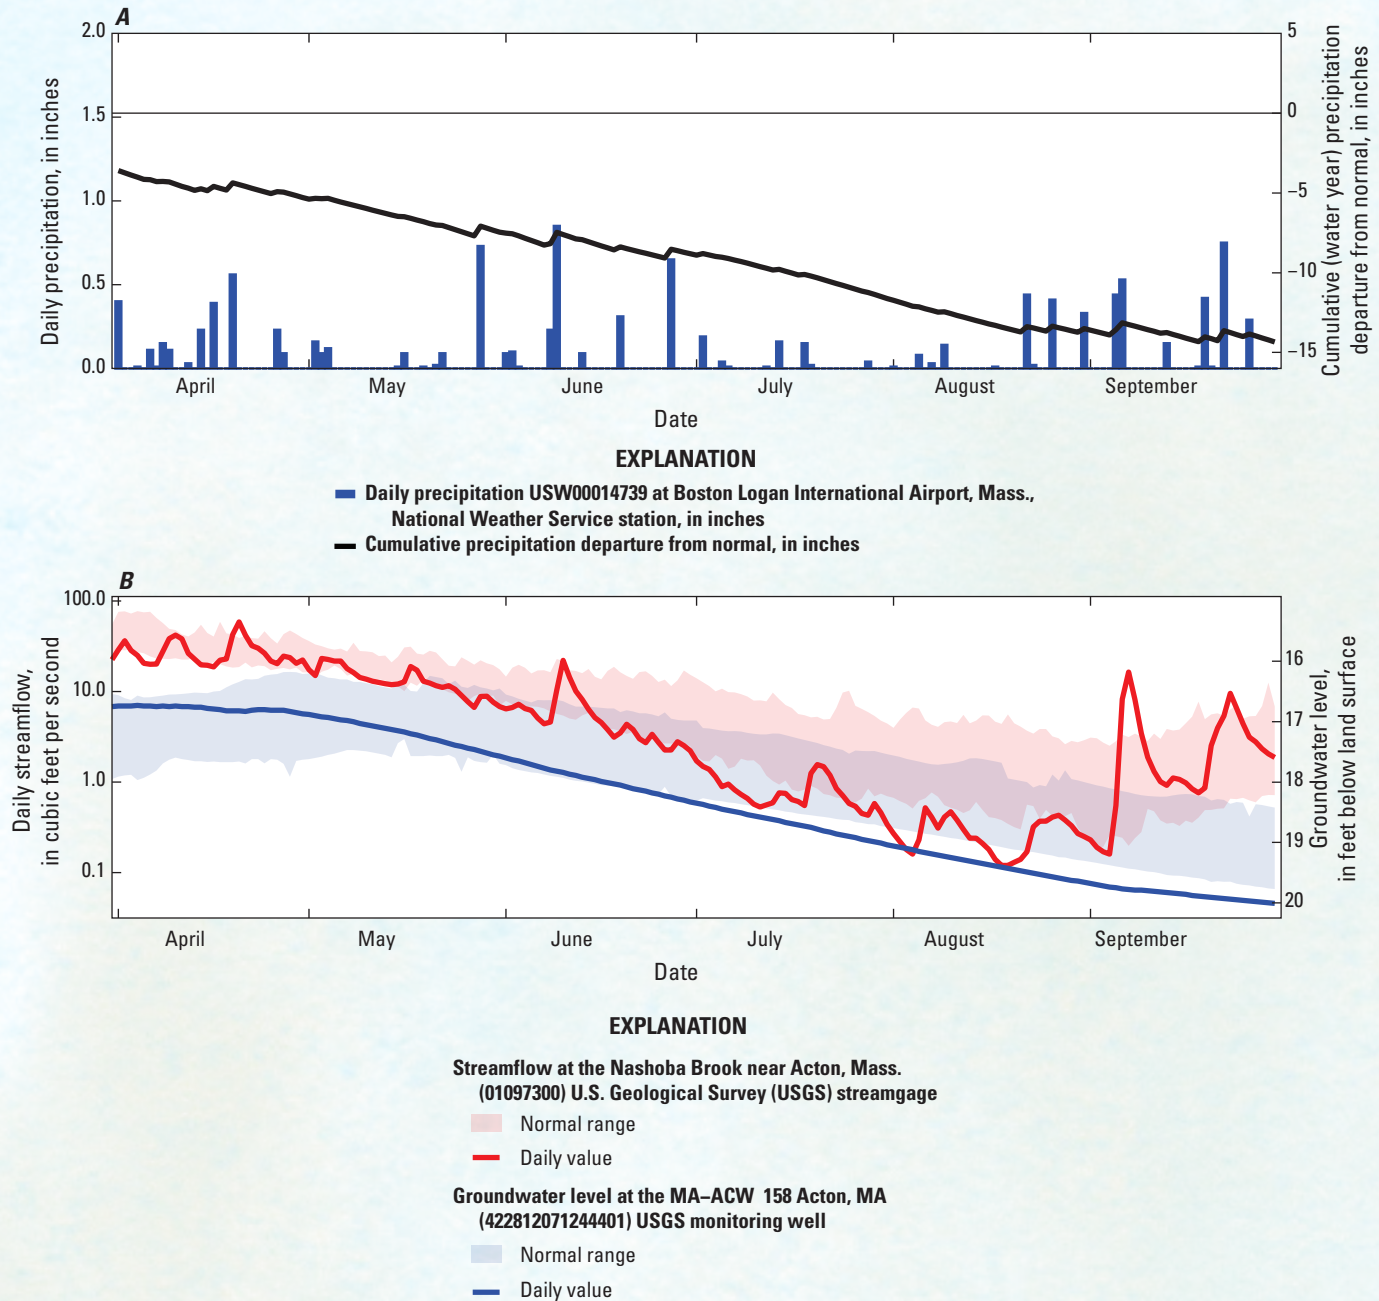 A
2.0
1.5
1.0
0.5
0.0
Daily precipitation, in inches
5
0
−5
−10
−15
Cumulative (water year) precipitation
departure from normal, in inches
April May June July August September
Date
EXPLANATION
Daily precipitation USW00014739 at Boston Logan International Airport, Mass.,
National Weather Service station, in inches
Cumulative precipitation departure from normal, in inches
B
100.0
10.0
1.0
0.1
Daily streamflow,
in cubic feet per second
16
17
18
19
20
Groundwater level,
in feet below land surface
April May June July August September
Date
EXPLANATION
Streamflow at the Nashoba Brook near Acton, Mass.
(01097300) U.S. Geological Survey (USGS) streamgage
Normal range
Daily value
Groundwater level at the MA–ACW 158 Acton, MA
(422812071244401) USGS monitoring well
Normal range
Daily value